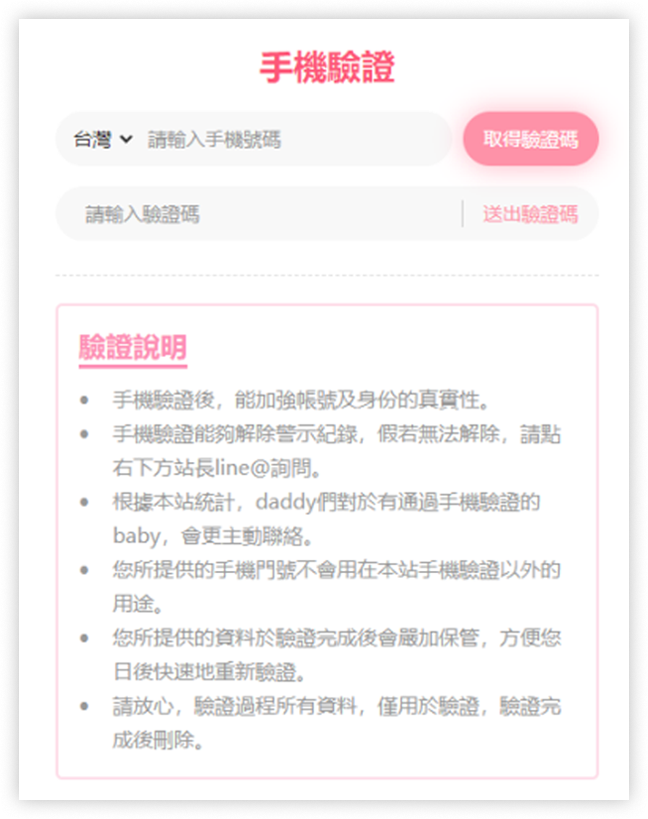 手機驗證
台灣 請輸入手機號碼 取得驗證碼
請輸入驗證碼 送出驗證碼
驗證說明
• 手機驗證後，能加強帳號及身份的真實性。
• 手機驗證能夠解除警示紀錄，假若無法解除，請點
右下方站長line@詢問。
• 根據本站統計，daddy們對於有通過手機驗證的
baby，會更主動聯絡。
• 您所提供的手機門號不會用在本站手機驗證以外的
用途。
• 您所提供的資料於驗證完成後會嚴加保管，方便您
日後快速地重新驗證。
• 請放心，驗證過程所有資料，僅用於驗證，驗證完
成後刪除。